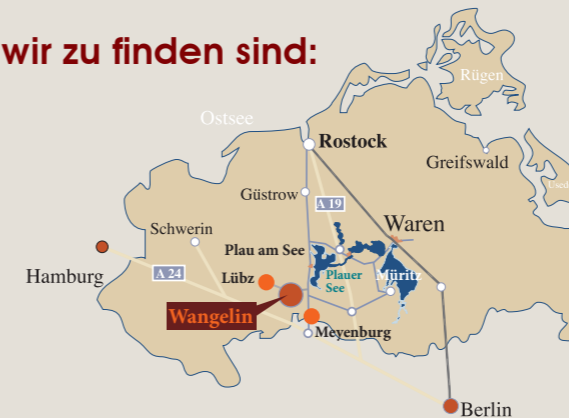 wir zu finden sind:
Rügen
Ostsee
Rostock
Greifswald
Used
Güstrow
A 19
Schwerin
Waren
Plau am See
Hamburg
A 24
Lübz
Plauer
See
Müritz
Wangelin
Meyenburg
Berlin